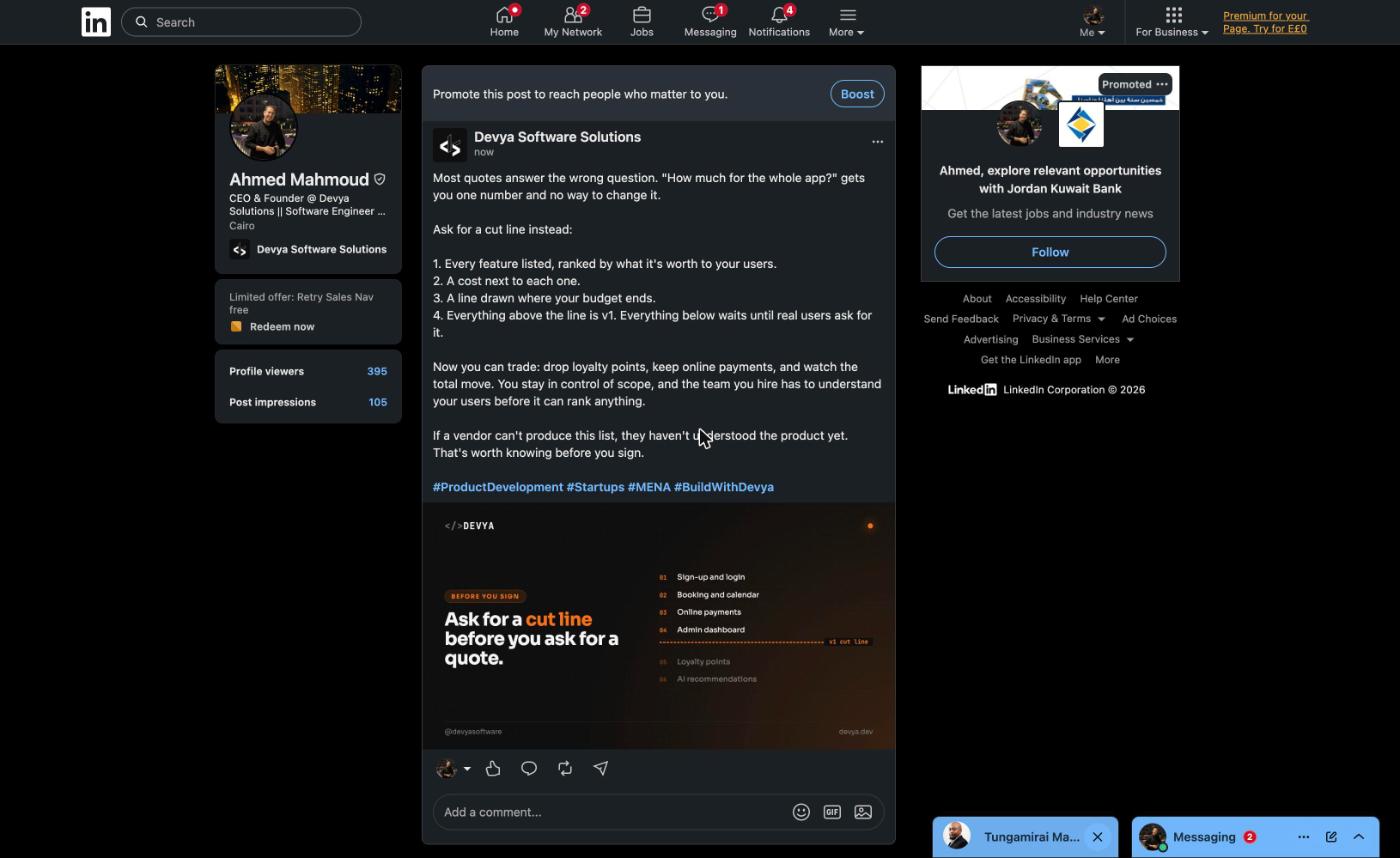 in
Search
Home
2
My Network
Jobs
1
Messaging
4
Notifications
More
Me
For Business
Premium for your
Page. Try for E£0
Ahmed Mahmoud
CEO & Founder @ Devya
Solutions || Software Engineer ...
Cairo
Devya Software Solutions
Limited offer: Retry Sales Nav
free
Redeem now
Profile viewers 395
Post impressions 105
Promote this post to reach people who matter to you.
Boost
Devya Software Solutions
now
Most quotes answer the wrong question. "How much for the whole app?" gets
you one number and no way to change it.
Ask for a cut line instead:
1. Every feature listed, ranked by what it's worth to your users.
2. A cost next to each one.
3. A line drawn where your budget ends.
4. Everything above the line is v1. Everything below waits until real users ask for
it.
Now you can trade: drop loyalty points, keep online payments, and watch the
total move. You stay in control of scope, and the team you hire has to understand
your users before it can rank anything.
If a vendor can't produce this list, they haven't understood the product yet.
That's worth knowing before you sign.
#ProductDevelopment #Startups #MENA #BuildWithDevya
</>DEVYA
BEFORE YOU SIGN
Ask for a cut line
before you ask for a
quote.
01 Sign-up and login
02 Booking and calendar
03 Online payments
04 Admin dashboard
v1 cut line
05 Loyalty points
06 AI recommendations
@devyasoftware
devya.dev
Add a comment...
GIF
Promoted
Ahmed, explore relevant opportunities
with Jordan Kuwait Bank
Get the latest jobs and industry news
Follow
About Accessibility Help Center
Send Feedback Privacy & Terms Ad Choices
Advertising Business Services
Get the LinkedIn app More
LinkedIn LinkedIn Corporation © 2026
Tungamirai Ma...
Messaging 2